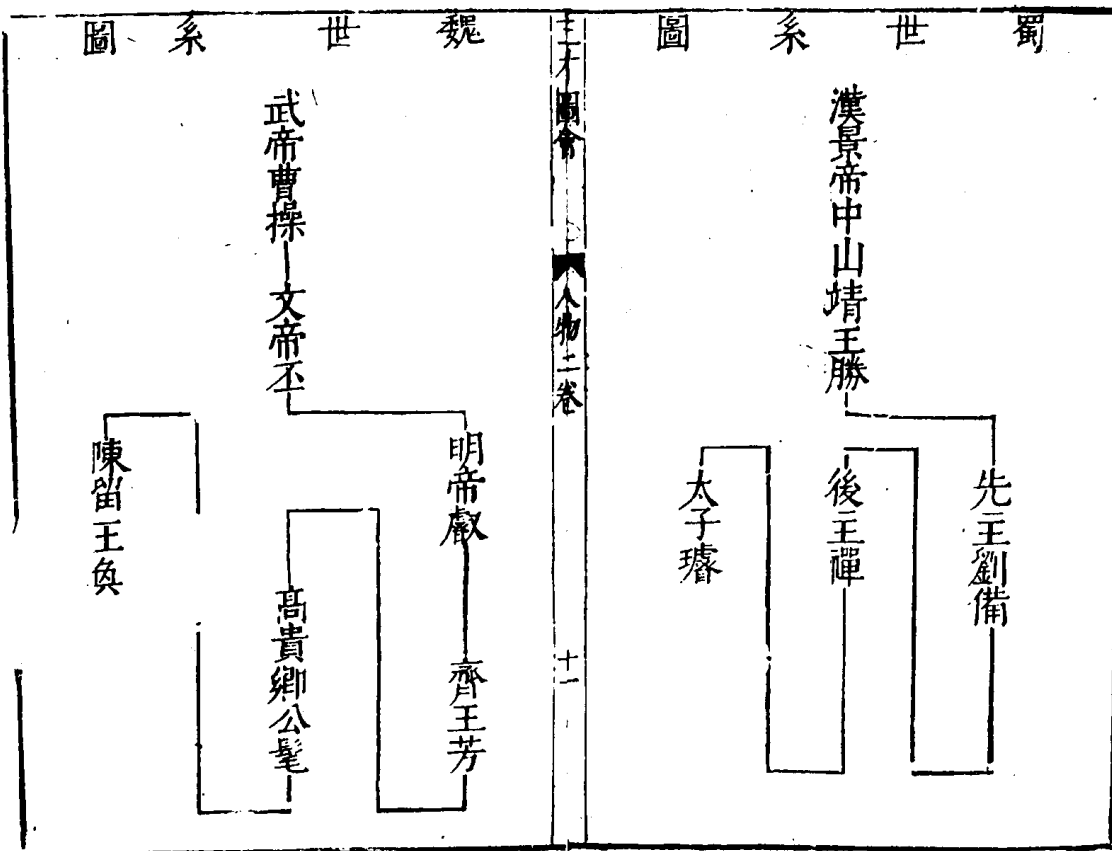 蜀世系圖
漢景帝中山靖王勝
先主劉備
後主禪
太子璿
三才圖會
人物二卷
十一
魏世系圖
武帝曹操
文帝丕
明帝叡
齊王芳
高貴卿公髦
陳留王奐